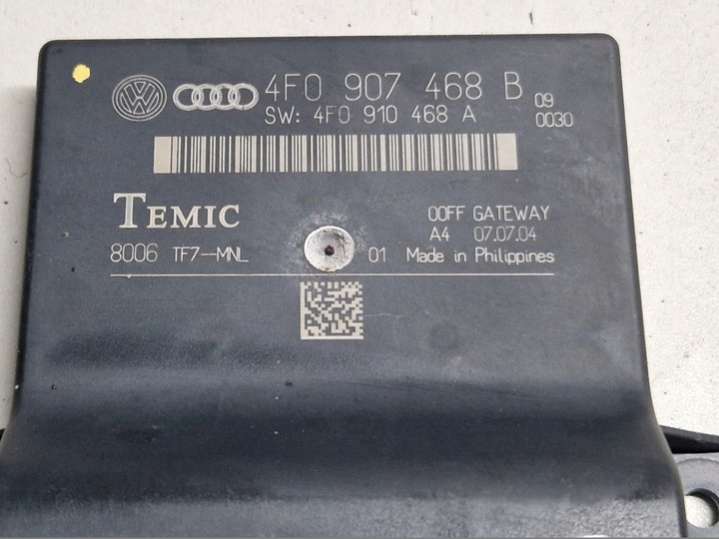 4F0 907 468 B 09
SW: 4F0 910 468 A 0030
TEMIC 00FF GATEWAY
A4 07.07.04
8006 TF7-MNL 01 Made in Philippines